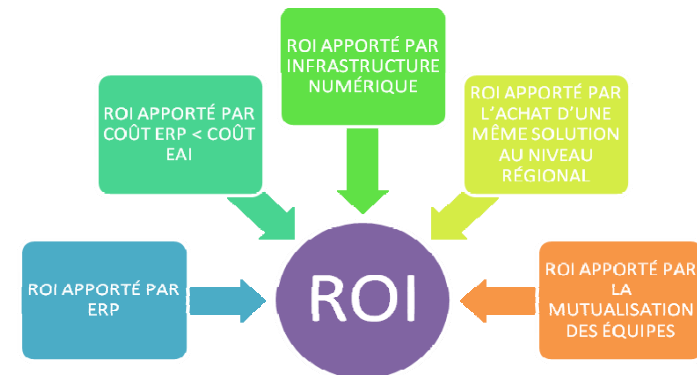 ROI APPORTÉ PAR
ERP
ROI APPORTÉ PAR
COÛT ERP < COÛT
EAI
ROI APPORTÉ PAR
INFRASTRUCTURE
NUMÉRIQUE
ROI APPORTÉ PAR
L'ACHAT D'UNE
MÊME SOLUTION
AU NIVEAU
RÉGIONAL
ROI APPORTÉ PAR
LA
MUTUALISATION
DES ÉQUIPES
ROI